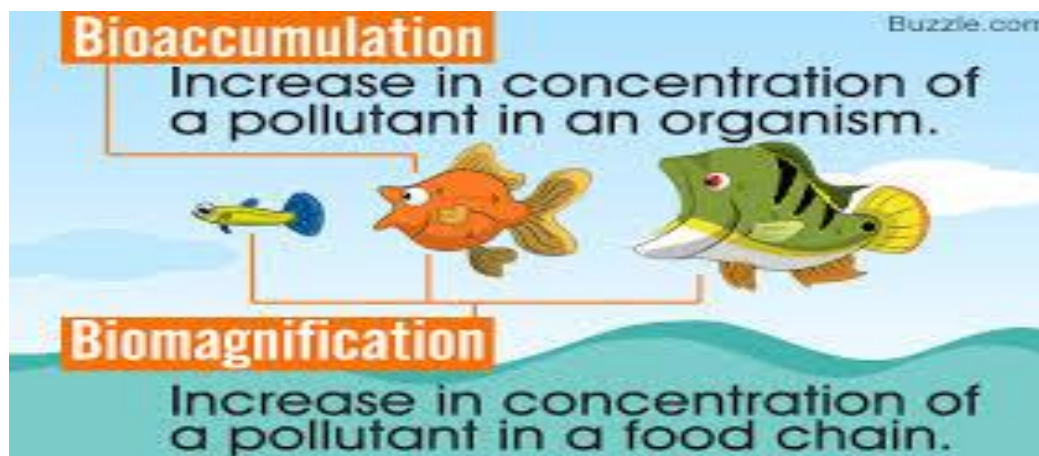 Buzzle.com
Bioaccumulation
Increase in concentration of
a pollutant in an organism.
Biomagnification
Increase in concentration of
a pollutant in a food chain.